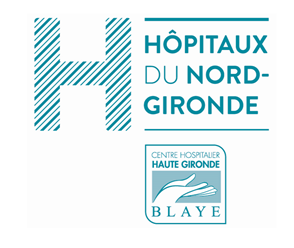 HÔPITAUX
DU NORD-
GIRONDE
CENTRE HOSPITALIER
HAUTE GIRONDE
BLAYE